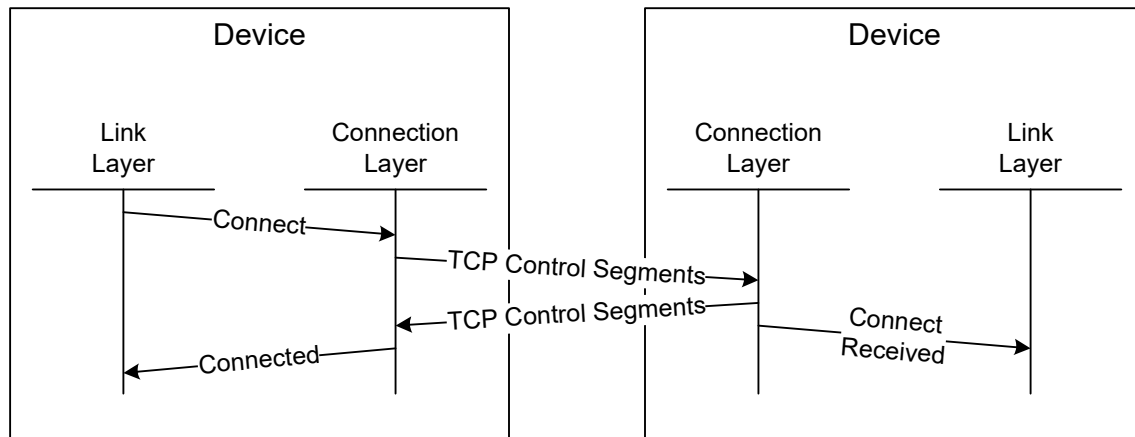 Device
Device
Link
Layer
Connection
Layer
Connection
Layer
Link
Layer
Connect
TCP Control Segments
TCP Control Segments
Connect
Received
Connected